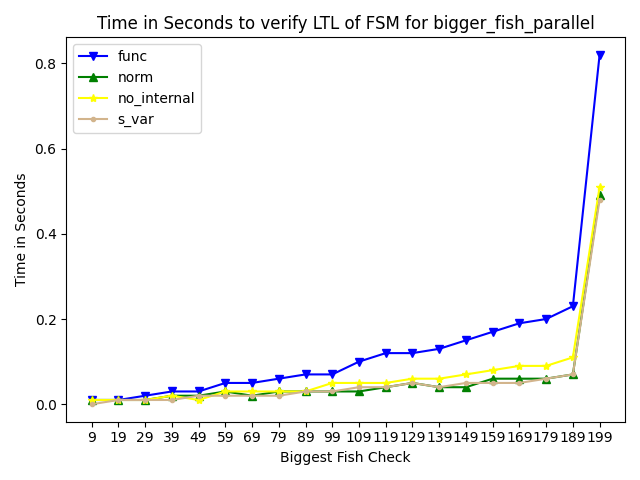 Time in Seconds to verify LTL of FSM for bigger_fish_parallel
func
norm
no_internal
s_var
0.8
0.6
0.4
0.2
0.0
Time in Seconds
9 19 29 39 49 59 69 79 89 99 109 119 129 139 149 159 169 179 189 199
Biggest Fish Check